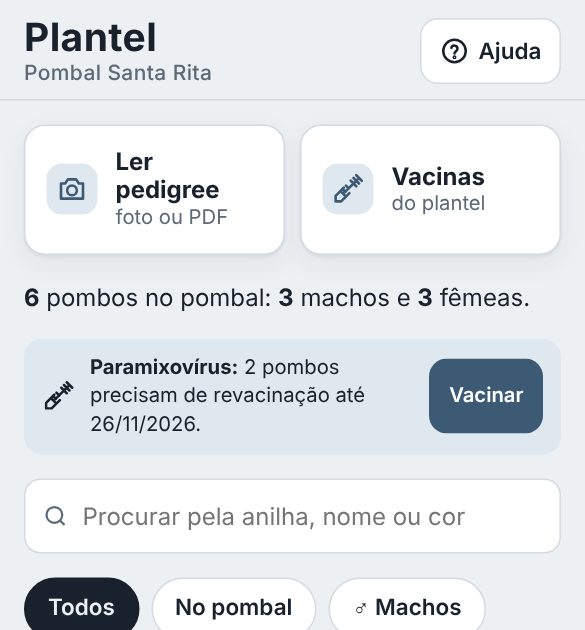 Plantel
Pombal Santa Rita
Ajuda
Ler
pedigree
foto ou PDF
Vacinas
do plantel
6 pombos no pombal: 3 machos e 3 fêmeas.
Paramixovírus: 2 pombos
precisam de revacinação até
26/11/2026.
Vacinar
Procurar pela anilha, nome ou cor
Todos
No pombal
♂ Machos